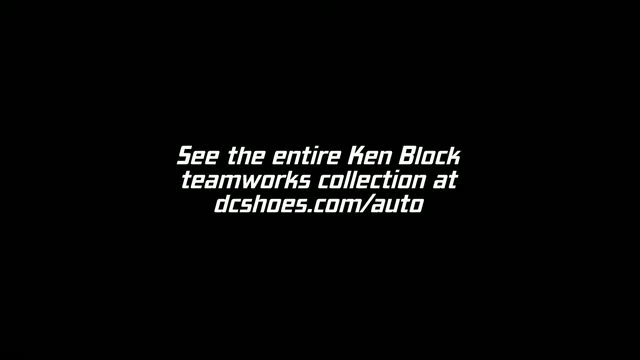 See the entire Ken Block
teamworks collection at
dcshoes.com/auto